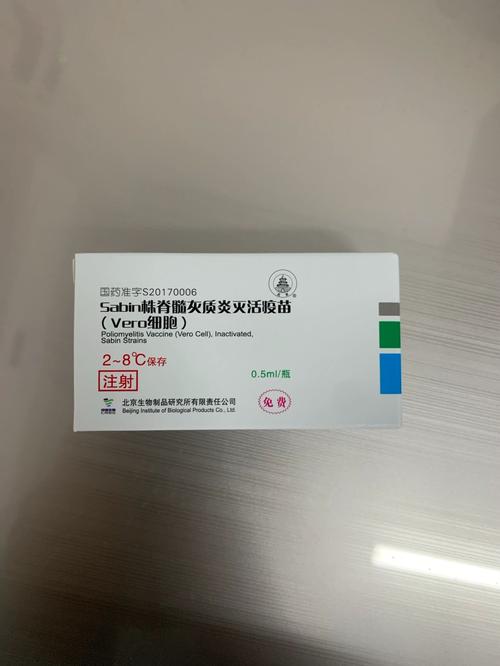 国药准字S20170006
Sabin株脊髓灰质炎灭活疫苗
（Vero细胞）
Poliomyelitis Vaccine (Vero Cell), Inactivated,
Sabin Strains
2~8℃保存
0.5ml/瓶
注射
北京生物制品研究所有限责任公司
Beijing Institute of Biological Products Co., Ltd.
免费